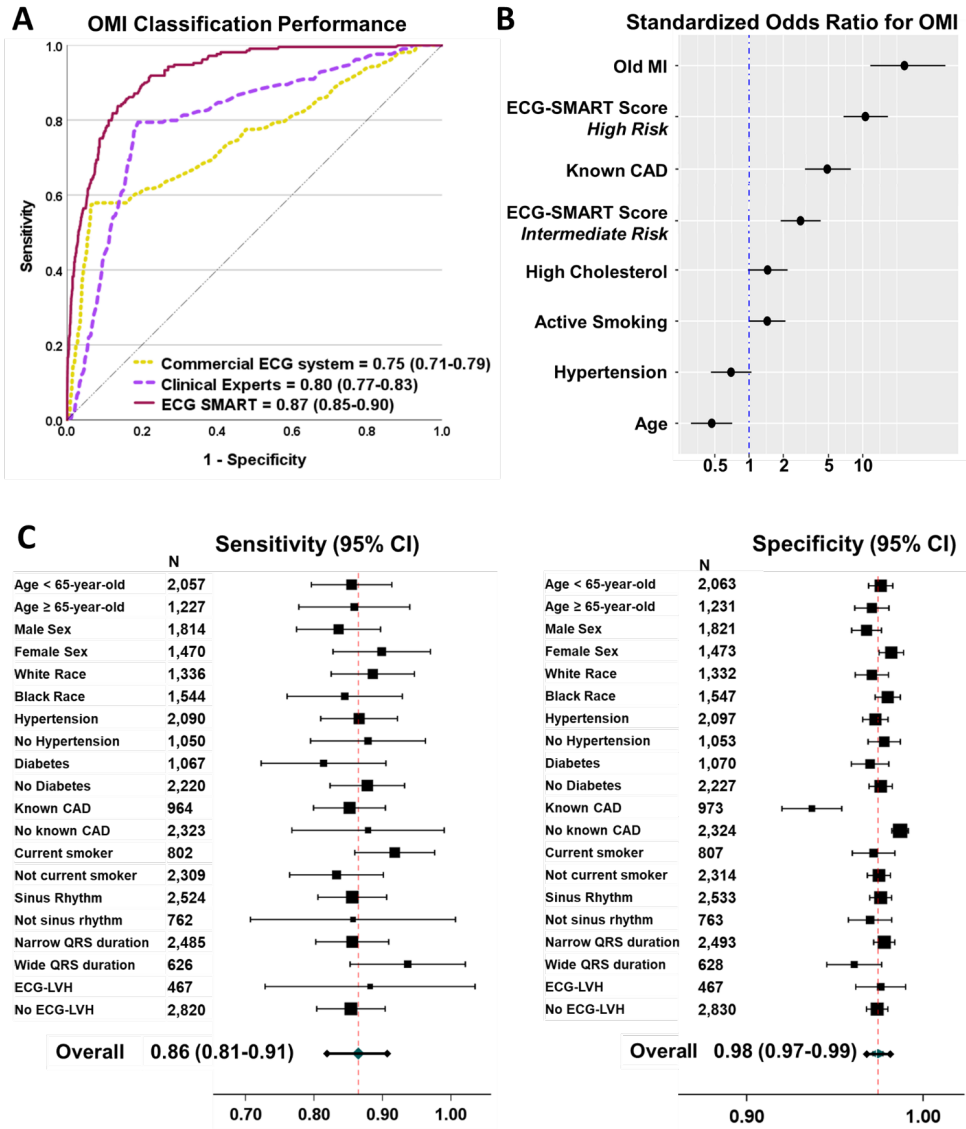 A
OMI Classification Performance
Sensitivity
1.0
0.8
0.6
0.4
0.2
0.0
Commercial ECG system = 0.75 (0.71-0.79)
Clinical Experts = 0.80 (0.77-0.83)
ECG SMART = 0.87 (0.85-0.90)
0.0 0.2 0.4 0.6 0.8 1.0
1 - Specificity
B
Standardized Odds Ratio for OMI
Old MI
ECG-SMART Score
High Risk
Known CAD
ECG-SMART Score
Intermediate Risk
High Cholesterol
Active Smoking
Hypertension
Age
0.5 1 2 5 10
C
Sensitivity (95% CI)
N
Age < 65-year-old 2,057
Age ≥ 65-year-old 1,227
Male Sex 1,814
Female Sex 1,470
White Race 1,336
Black Race 1,544
Hypertension 2,090
No Hypertension 1,050
Diabetes 1,067
No Diabetes 2,220
Known CAD 964
No known CAD 2,323
Current smoker 802
Not current smoker 2,309
Sinus Rhythm 2,524
Not sinus rhythm 762
Narrow QRS duration 2,485
Wide QRS duration 626
ECG-LVH 467
No ECG-LVH 2,820
Overall 0.86 (0.81-0.91)
0.70 0.80 0.90 1.00
Specificity (95% CI)
N
Age < 65-year-old 2,063
Age ≥ 65-year-old 1,231
Male Sex 1,821
Female Sex 1,473
White Race 1,332
Black Race 1,547
Hypertension 2,097
No Hypertension 1,053
Diabetes 1,070
No Diabetes 2,227
Known CAD 973
No known CAD 2,324
Current smoker 807
Not current smoker 2,314
Sinus Rhythm 2,533
Not sinus rhythm 763
Narrow QRS duration 2,493
Wide QRS duration 628
ECG-LVH 467
No ECG-LVH 2,830
Overall 0.98 (0.97-0.99)
0.90 1.00